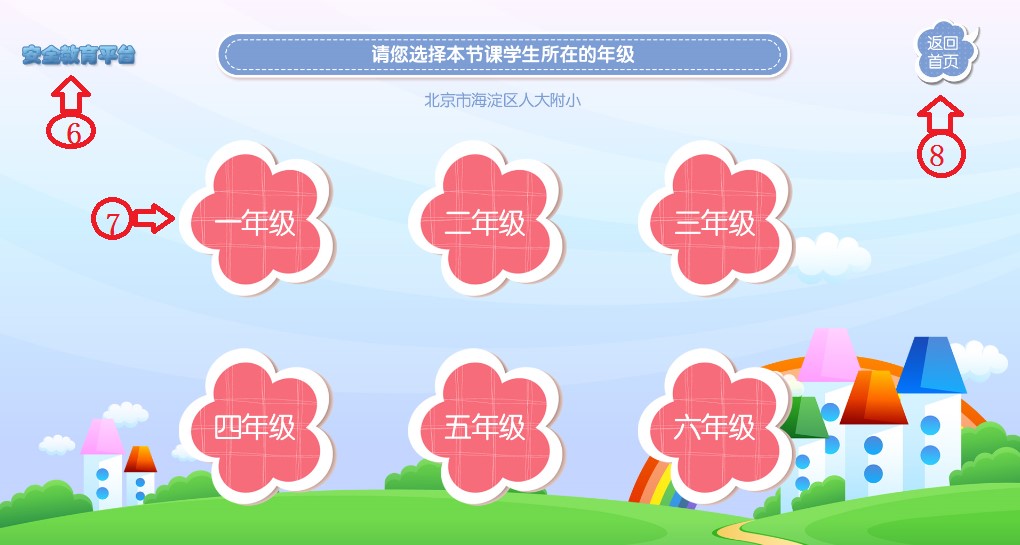 安全教育平台
请您选择本节课学生所在的年级
返回
首页
北京市海淀区人大附小
6
8
7
一年级
二年级
三年级
四年级
五年级
六年级